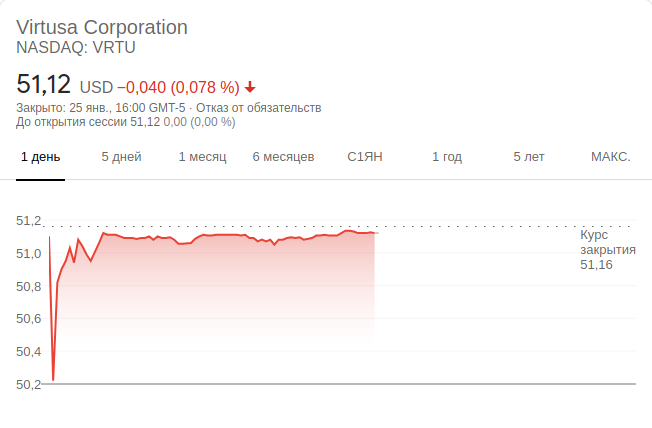 Virtusa Corporation
NASDAQ: VRTU
51,12 USD −0,040 (0,078 %)
Закрыто: 25 янв., 16:00 GMT-5 · Отказ от обязательств
До открытия сессии 51,12 0,00 (0,00 %)
1 день 5 дней 1 месяц 6 месяцев С1ЯН 1 год 5 лет МАКС.
51,2
Курс
закрытия
51,16
51,0
50,8
50,6
50,4
50,2